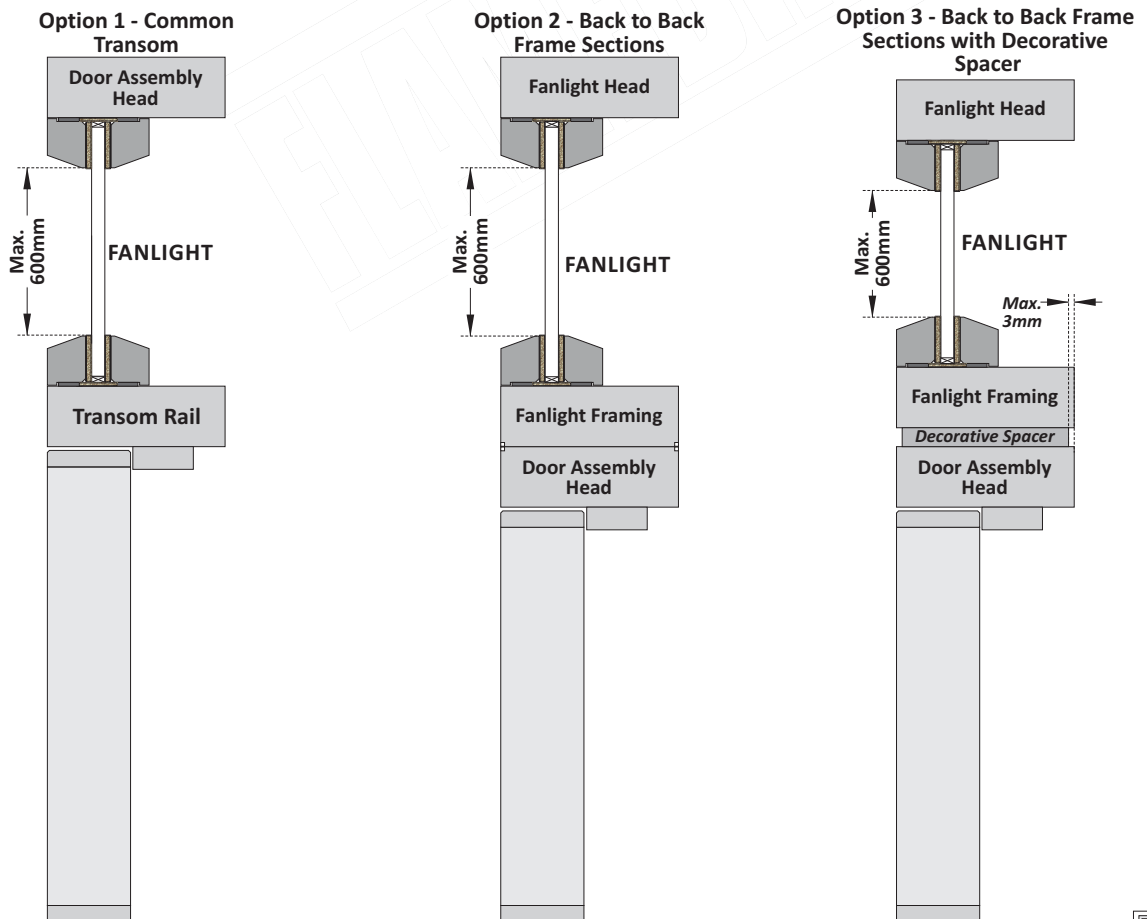 Option 1 - Common
Transom
Door Assembly
Head
Max.
600mm
FANLIGHT
Transom Rail
Option 2 - Back to Back
Frame Sections
Fanlight Head
Max.
600mm
FANLIGHT
Fanlight Framing
Door Assembly
Head
Option 3 - Back to Back Frame
Sections with Decorative
Spacer
Fanlight Head
Max.
600mm
FANLIGHT
Max.
3mm
Fanlight Framing
Decorative Spacer
Door Assembly
Head